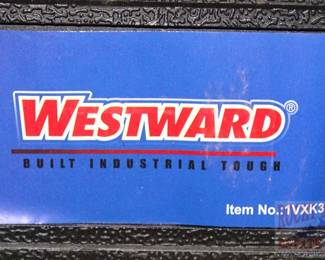 WESTWARD®
BUILT INDUSTRIAL TOUGH
Item No.:1VXK3